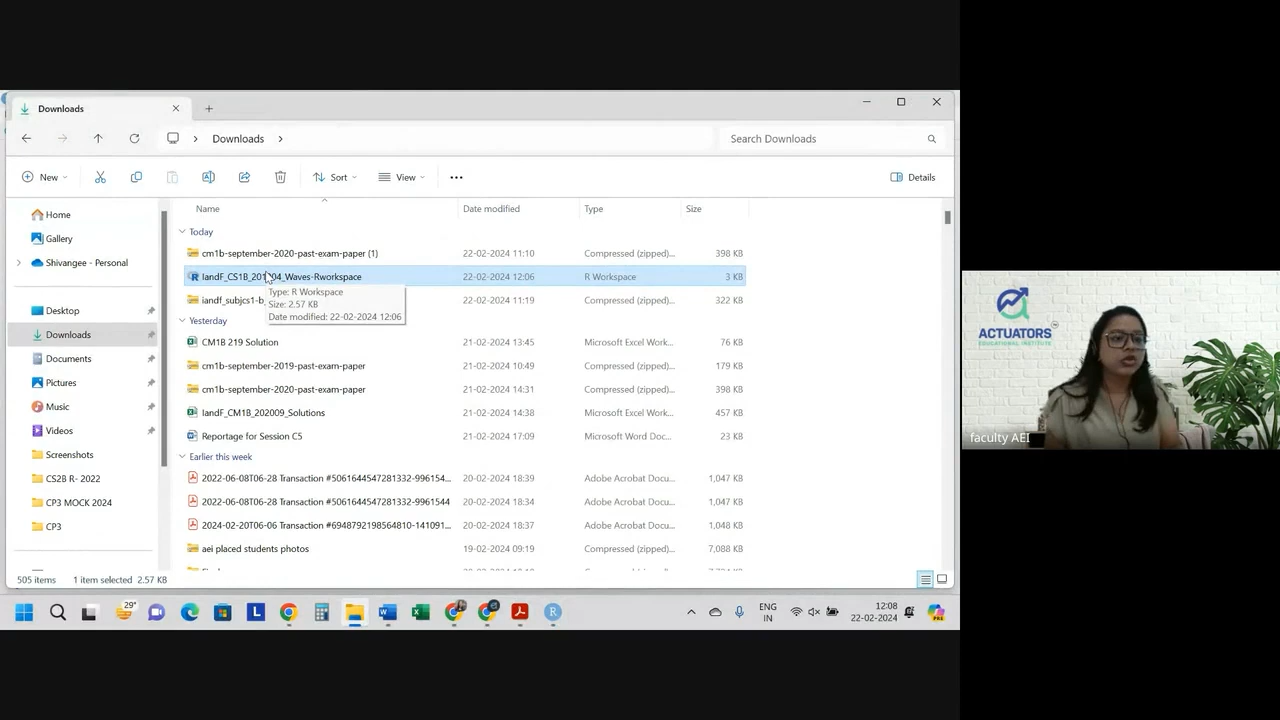 Downloads
Downloads
Search Downloads
New
Sort
View
Details
Home
Gallery
Shivangee - Personal
Desktop
Downloads
Documents
Pictures
Music
Videos
Screenshots
CS2B R- 2022
CP3 MOCK 2024
CP3
Name Date modified Type Size
Today
cm1b-september-2020-past-exam-paper (1) 22-02-2024 11:10 Compressed (zipped)... 398 KB
22-02-2024 12:06 R Workspace 3 KB
22-02-2024 11:19 Compressed (zipped)... 322 KB
Type: R Workspace
Size: 2.57 KB
Date modified: 22-02-2024 12:06
Yesterday
CM1B 219 Solution 21-02-2024 13:45 Microsoft Excel Work... 76 KB
cm1b-september-2019-past-exam-paper 21-02-2024 10:49 Compressed (zipped)... 179 KB
cm1b-september-2020-past-exam-paper 21-02-2024 14:31 Compressed (zipped)... 398 KB
IandF_CM1B_202009_Solutions 21-02-2024 14:38 Microsoft Excel Work... 457 KB
Reportage for Session C5 21-02-2024 17:09 Microsoft Word Doc... 23 KB
Earlier this week
2022-06-08T06-28 Transaction #5061644547281332-996154... 20-02-2024 18:39 Adobe Acrobat Docu... 1,047 KB
2022-06-08T06-28 Transaction #5061644547281332-9961544 20-02-2024 18:34 Adobe Acrobat Docu... 1,047 KB
2024-02-20T06-06 Transaction #6948792198564810-141091... 20-02-2024 18:37 Adobe Acrobat Docu... 1,048 KB
aei placed students photos 19-02-2024 09:19 Compressed (zipped)... 7,088 KB
505 items 1 item selected 2.57 KB
29°
ENG
IN
12:08
22-02-2024
ACTUATORS
EDUCATIONAL INSTITUTE
faculty AEI